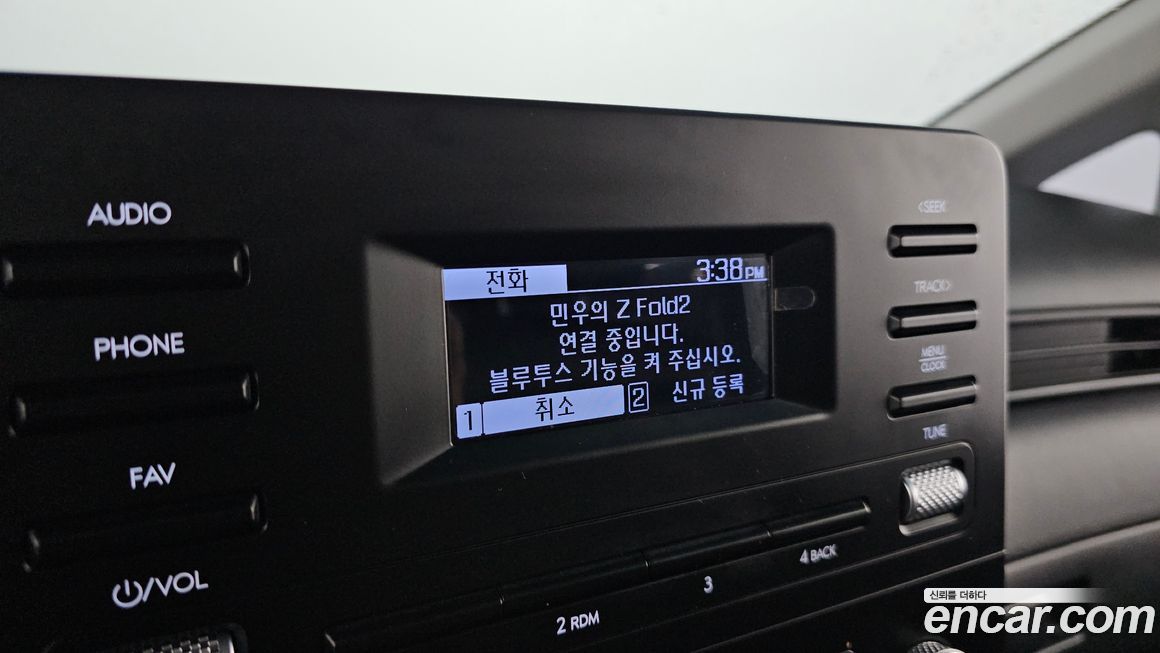 AUDIO
PHONE
FAV
/VOL
전화
3:38 PM
민우의 Z Fold2
연결 중입니다.
블루투스 기능을 켜 주십시오.
1 취소 2 신규 등록
<SEEK
TRACK>
MENU
CLOCK
TUNE
2 RDM
3
4 BACK
신뢰를 더하다
encar.com